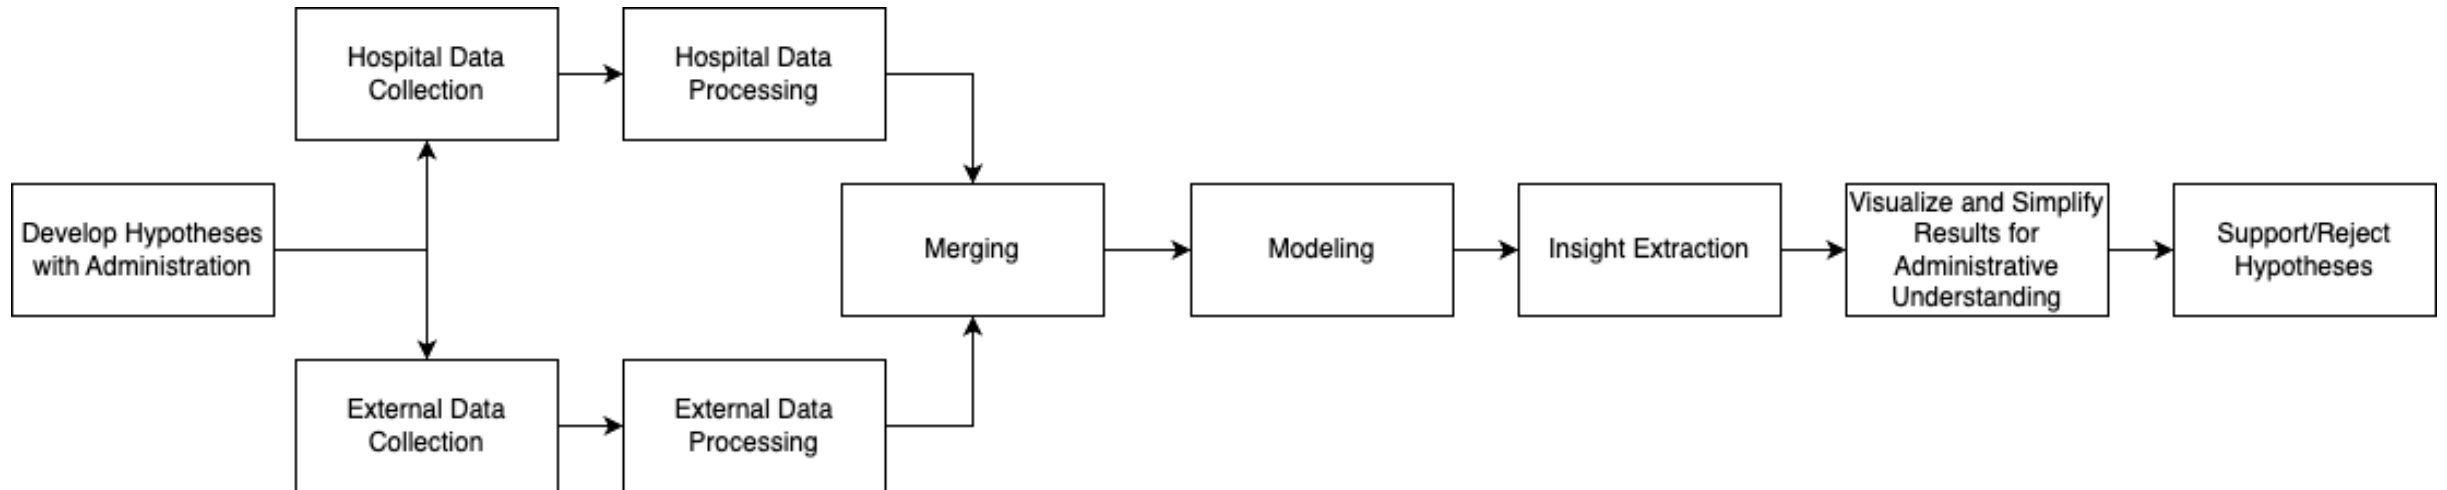 Develop Hypotheses
with Administration
Hospital Data
Collection
Hospital Data
Processing
External Data
Collection
External Data
Processing
Merging
Modeling
Insight Extraction
Visualize and Simplify
Results for
Administrative
Understanding
Support/Reject
Hypotheses